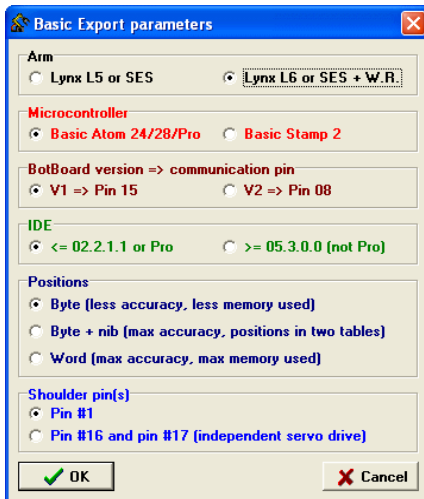 Basic Export parameters
Arm
Lynx L5 or SES Lynx L6 or SES + W.R.
Microcontroller
Basic Atom 24/28/Pro Basic Stamp 2
BotBoard version => communication pin
V1 => Pin 15 V2 => Pin 08
IDE
<= 02.2.1.1 or Pro >= 05.3.0.0 (not Pro)
Positions
Byte (less accuracy, less memory used)
Byte + nib (max accuracy, positions in two tables)
Word (max accuracy, max memory used)
Shoulder pin(s)
Pin #1
Pin #16 and pin #17 (independent servo drive)
OK Cancel